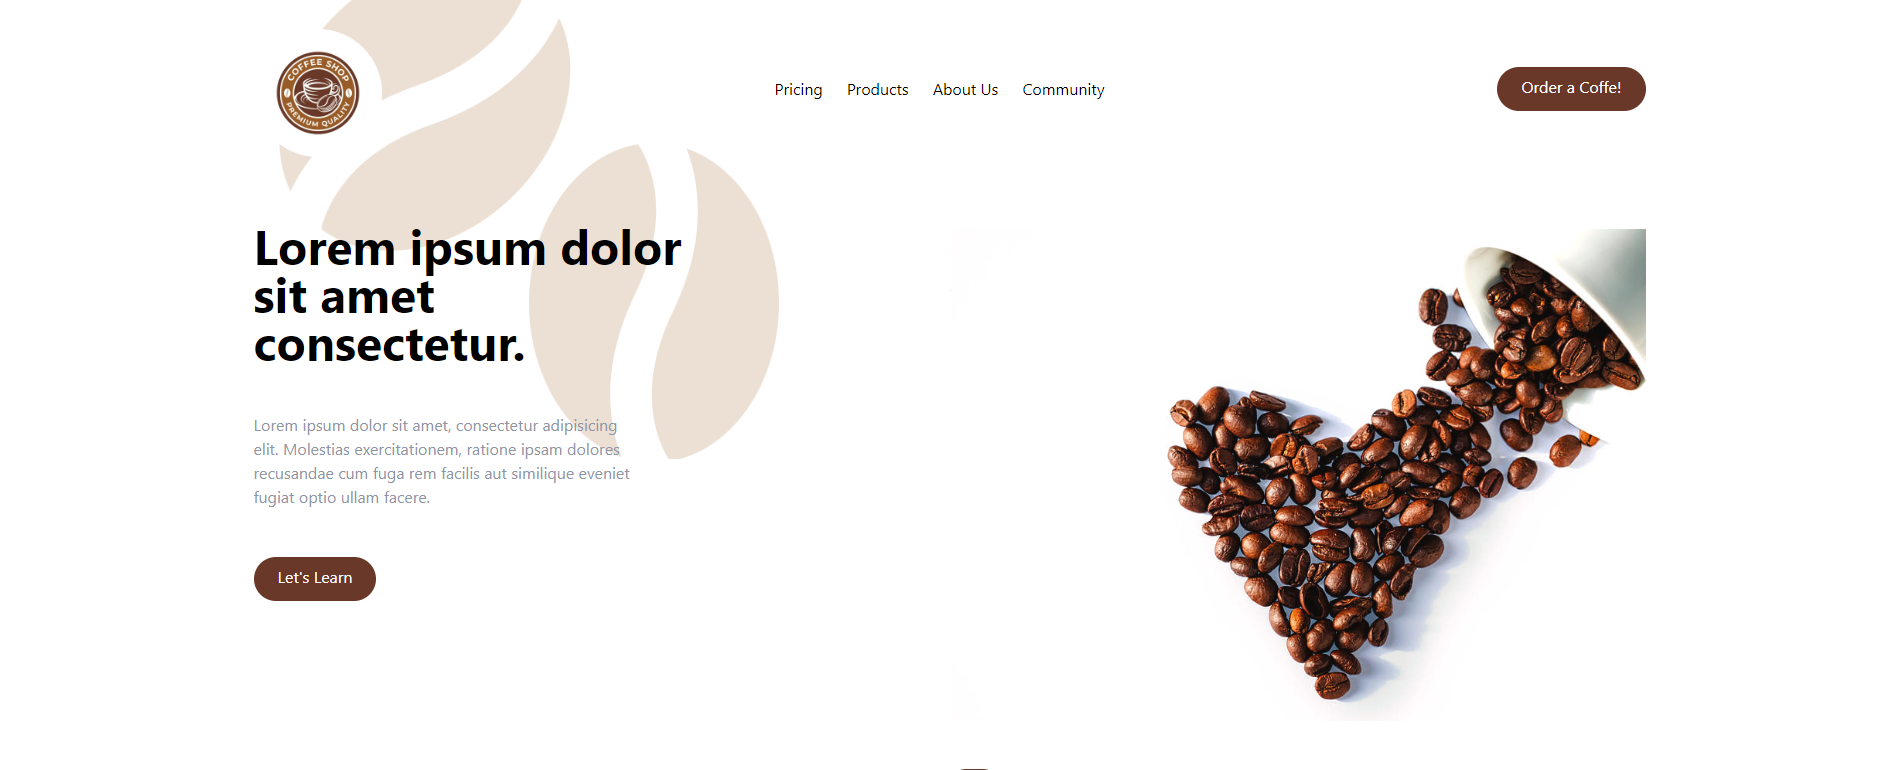 COFFEE SHOP
PREMIUM QUALITY
Pricing Products About Us Community
Order a Coffe!
Lorem ipsum dolor
sit amet
consectetur.
Lorem ipsum dolor sit amet, consectetur adipisicing
elit. Molestias exercitationem, ratione ipsam dolores
recusandae cum fuga rem facilis aut similique eveniet
fugiat optio ullam facere.
Let's Learn